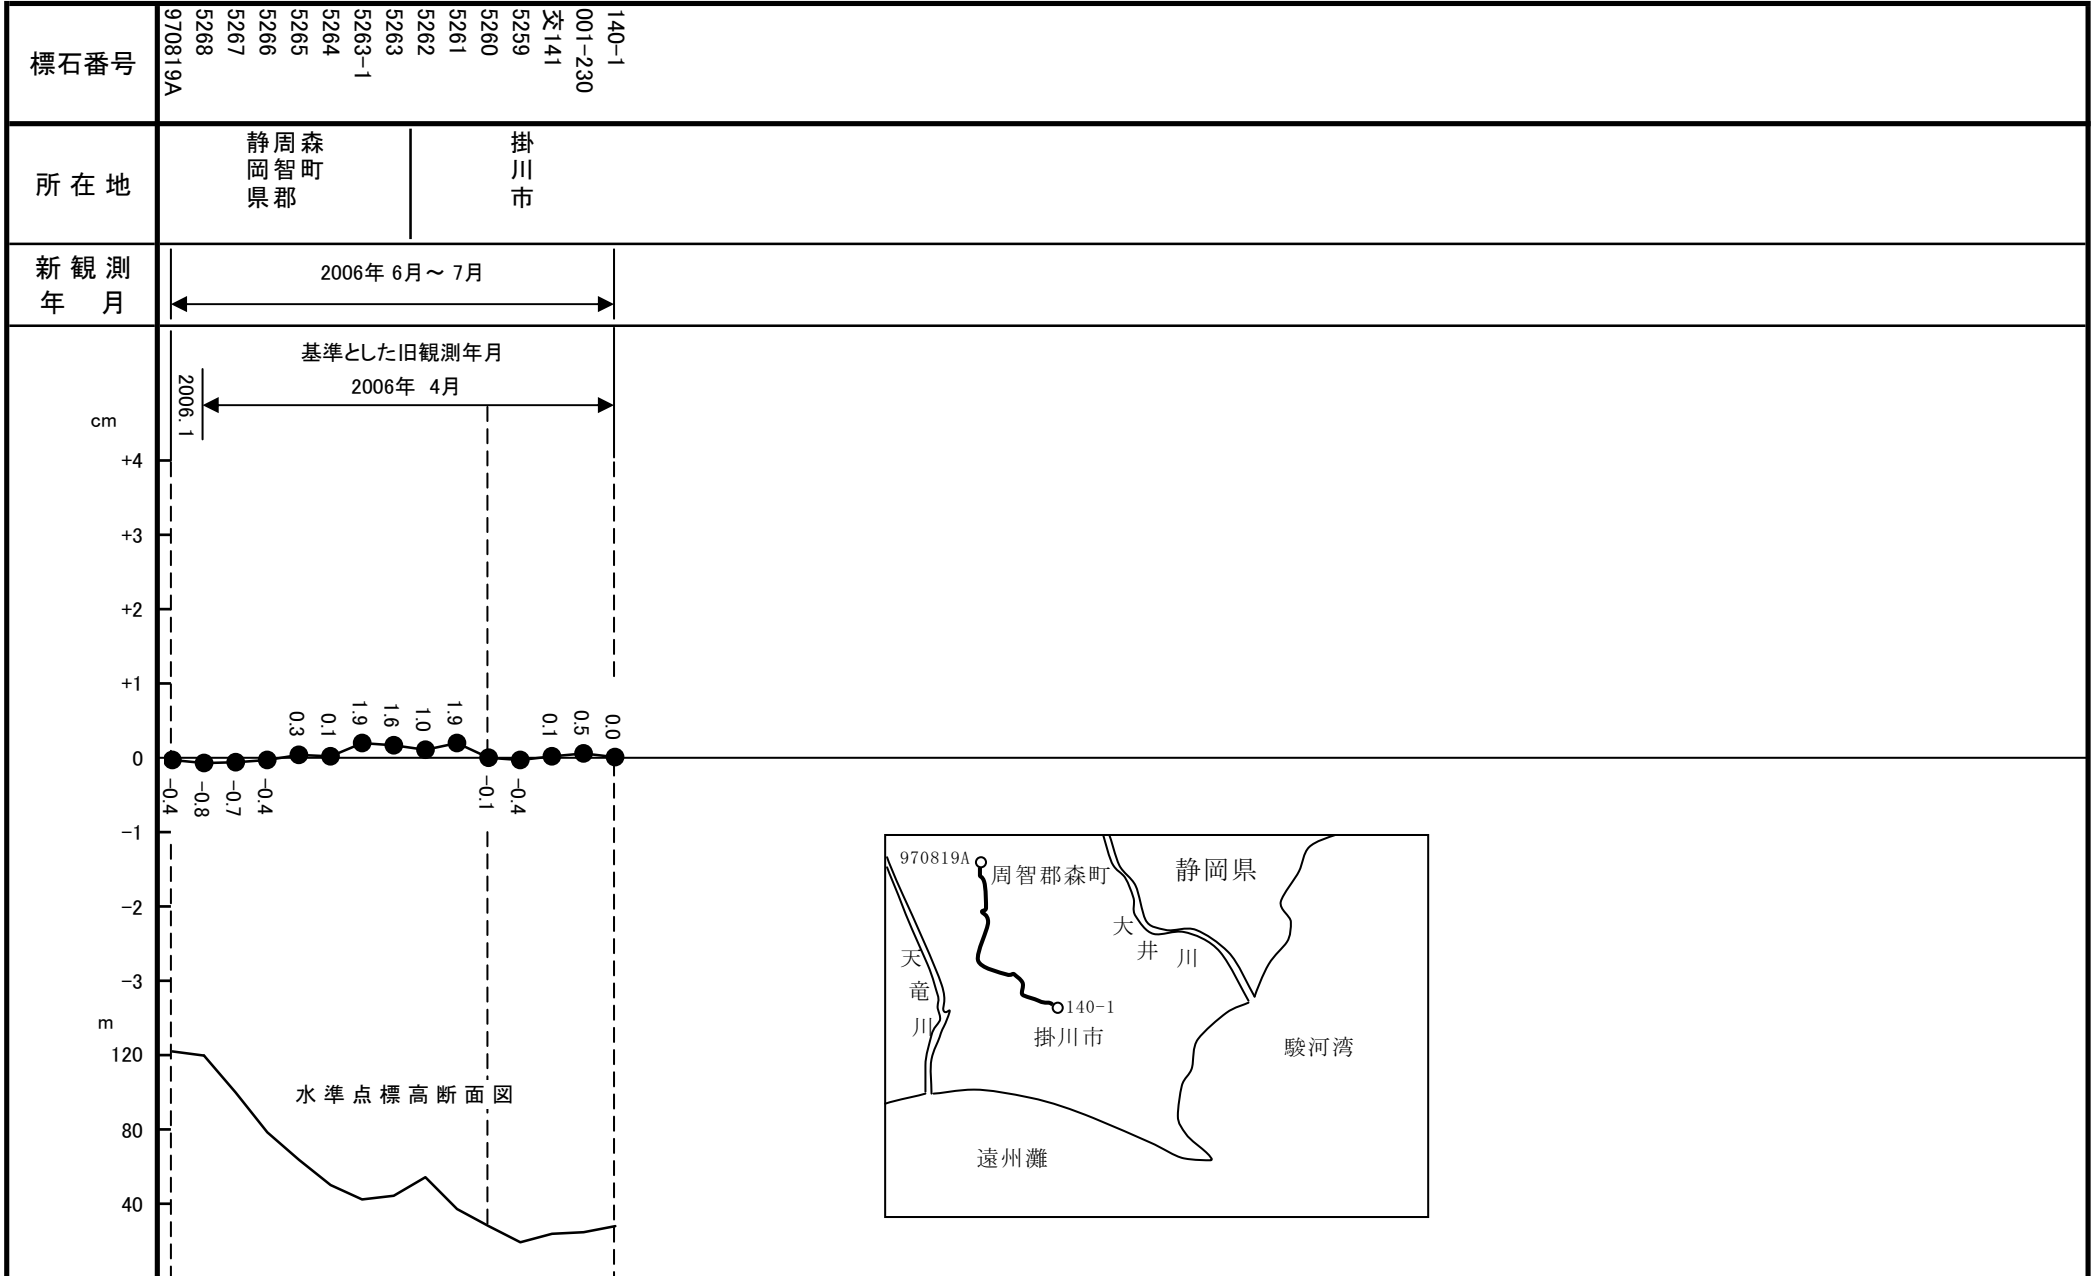 標石番号
970819A
5268
5267
5266
5265
5264
5263-1
5263
5262
5261
5260
5259
交141
001-230
140-1
所在地
静岡県
周智郡
森町
掛川市
新観測
年 月
2006年 6月～ 7月
基準とした旧観測年月
2006年 4月
2006. 1
cm
+4
+3
+2
+1
0
-1
-2
-3
-0.4
-0.8
-0.7
-0.4
0.3
0.1
1.9
1.6
1.0
1.9
-0.1
-0.4
0.1
0.5
0.0
m
120
80
40
水準点標高断面図
970819A
周智郡森町
静岡県
大井川
天竜川
140-1
掛川市
駿河湾
遠州灘